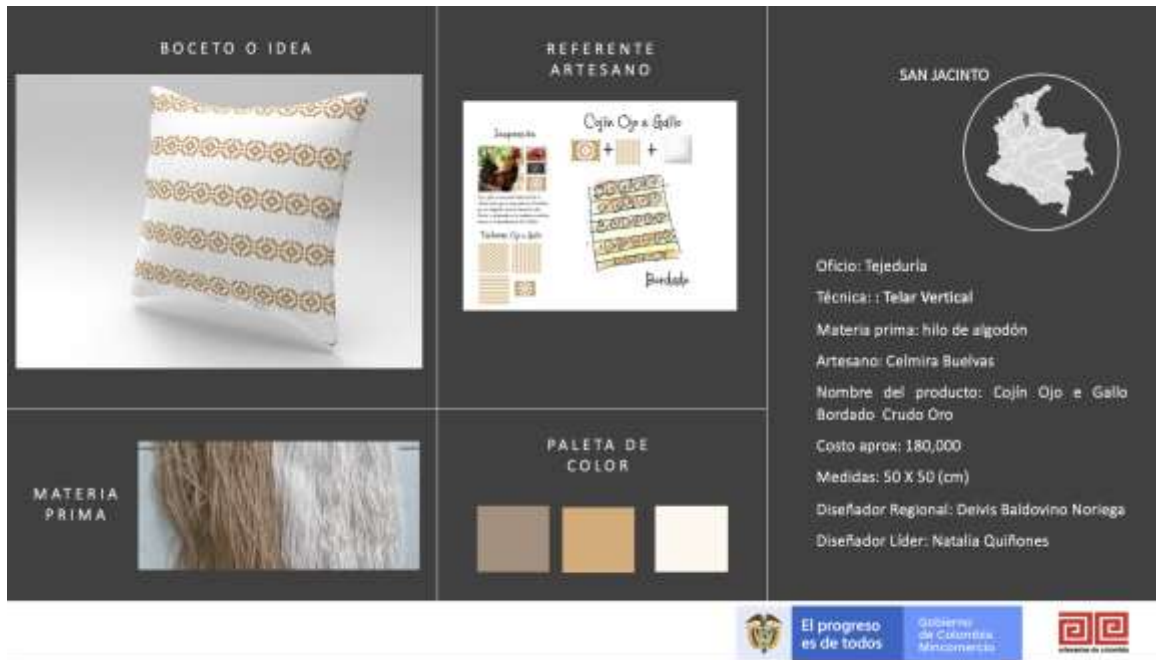 BOCETO O IDEA
REFERENTE
ARTESANO
Cojín Ojo e Gallo
Bordado
MATERIA
PRIMA
PALETA DE
COLOR
SAN JACINTO
Oficio: Tejeduría
Técnica: : Telar Vertical
Materia prima: hilo de algodón
Artesano: Celmira Buelvas
Nombre del producto: Cojín Ojo e Gallo
Bordado Crudo Oro
Costo aprox: 180,000
Medidas: 50 X 50 (cm)
Diseñador Regional: Deivis Baldovino Noriega
Diseñador Líder: Natalia Quiñones
El progreso
es de todos
Gobierno
de Colombia
Mincomercio
artesanías de colombia